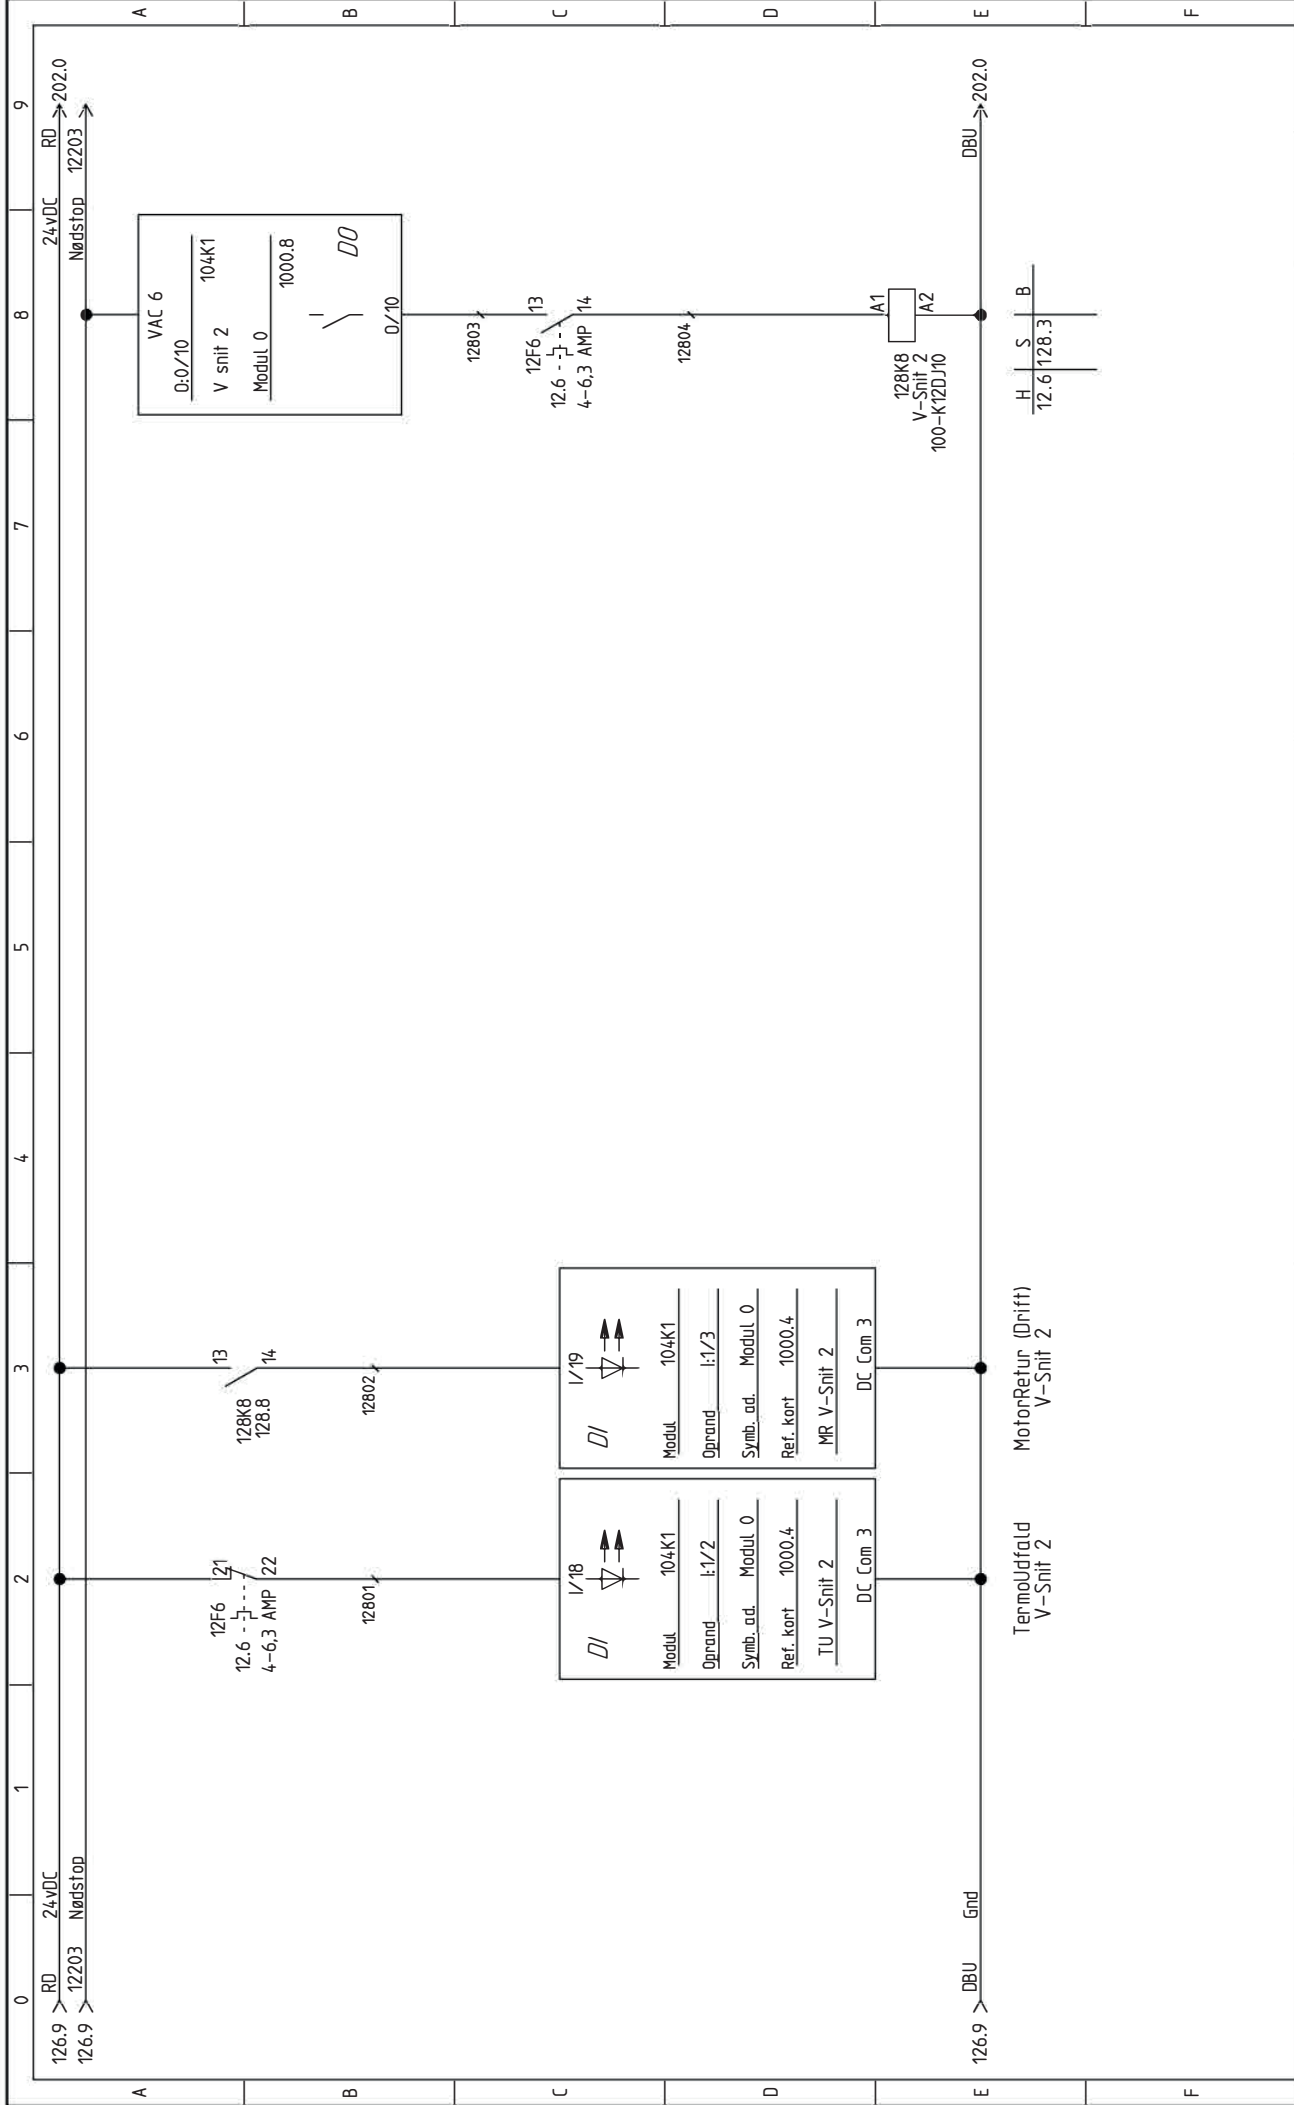 0 1 2 3 4 5 6 7 8 9
A
A
126.9 RD 24vDC
24vDC RD 202.0
126.9 12203 Nødstop
Nødstop 12203
12F6
12.6
4-6,3 AMP
21
22
12801
128K8
128.8
13
14
12802
VAC 6
O:0/10
104K1
V snit 2
Modul 0
1000.8
DO
0/10
12803
12F6
12.6
4-6,3 AMP
13
14
12804
B
B
C
C
DI
I/18
Modul 104K1
Oprand I:1/2
Symb. ad. Modul 0
Ref. kort 1000.4
TU V-Snit 2
DC Com 3
DI
I/19
Modul 104K1
Oprand I:1/3
Symb. ad. Modul 0
Ref. kort 1000.4
MR V-Snit 2
DC Com 3
D
D
A1
A2
128K8
V-Snit 2
100-K12DJ10
E
E
126.9 DBU Gnd
DBU 202.0
TermoUdfald
V-Snit 2
MotorRetur (Drift)
V-Snit 2
H S B
12.6 128.3
F
F